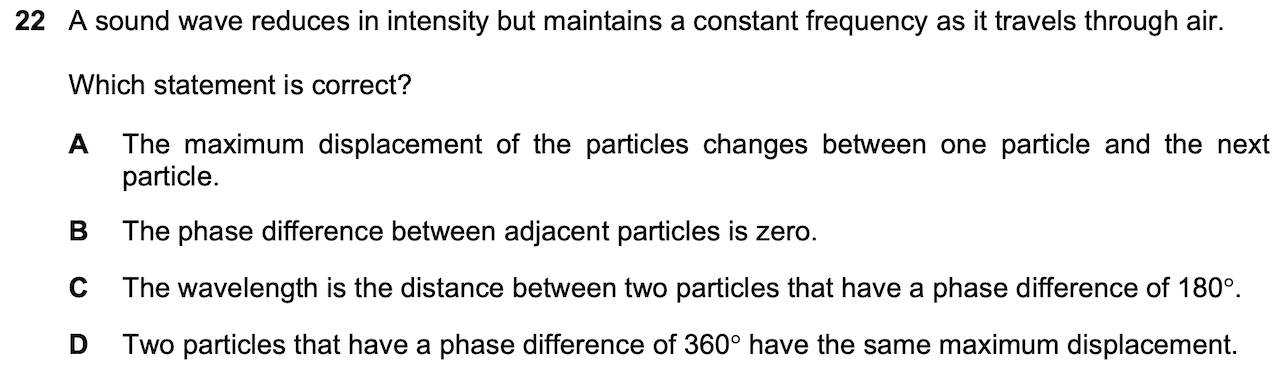 22 A sound wave reduces in intensity but maintains a constant frequency as it travels through air.
Which statement is correct?
A The maximum displacement of the particles changes between one particle and the next
particle.
B The phase difference between adjacent particles is zero.
C The wavelength is the distance between two particles that have a phase difference of 180°.
D Two particles that have a phase difference of 360° have the same maximum displacement.